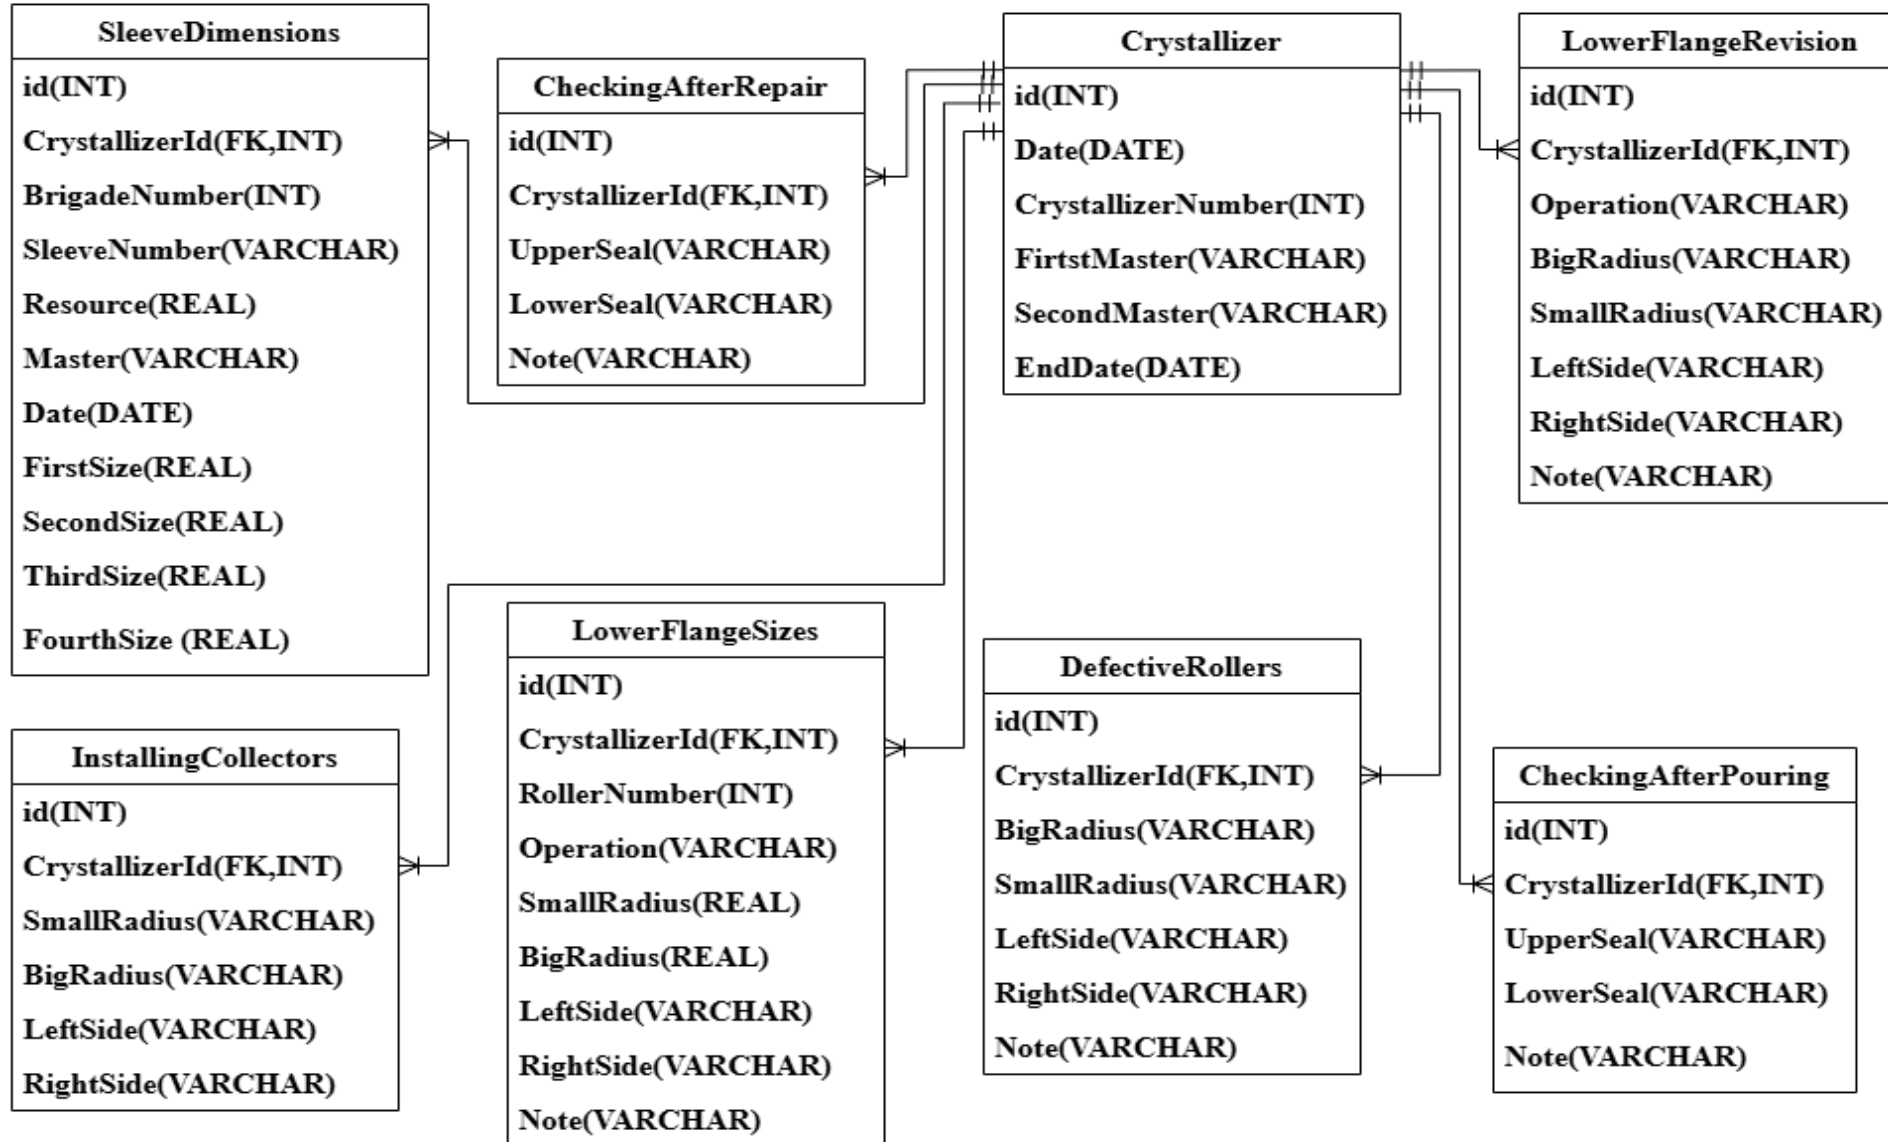 SleeveDimensions
id(INT)
CrystallizerId(FK,INT)
BrigadeNumber(INT)
SleeveNumber(VARCHAR)
Resource(REAL)
Master(VARCHAR)
Date(DATE)
FirstSize(REAL)
SecondSize(REAL)
ThirdSize(REAL)
FourthSize (REAL)
CheckingAfterRepair
id(INT)
CrystallizerId(FK,INT)
UpperSeal(VARCHAR)
LowerSeal(VARCHAR)
Note(VARCHAR)
Crystallizer
id(INT)
Date(DATE)
CrystallizerNumber(INT)
FirtstMaster(VARCHAR)
SecondMaster(VARCHAR)
EndDate(DATE)
LowerFlangeRevision
id(INT)
CrystallizerId(FK,INT)
Operation(VARCHAR)
BigRadius(VARCHAR)
SmallRadius(VARCHAR)
LeftSide(VARCHAR)
RightSide(VARCHAR)
Note(VARCHAR)
InstallingCollectors
id(INT)
CrystallizerId(FK,INT)
SmallRadius(VARCHAR)
BigRadius(VARCHAR)
LeftSide(VARCHAR)
RightSide(VARCHAR)
LowerFlangeSizes
id(INT)
CrystallizerId(FK,INT)
RollerNumber(INT)
Operation(VARCHAR)
SmallRadius(REAL)
BigRadius(REAL)
LeftSide(VARCHAR)
RightSide(VARCHAR)
Note(VARCHAR)
DefectiveRollers
id(INT)
CrystallizerId(FK,INT)
BigRadius(VARCHAR)
SmallRadius(VARCHAR)
LeftSide(VARCHAR)
RightSide(VARCHAR)
Note(VARCHAR)
CheckingAfterPouring
id(INT)
CrystallizerId(FK,INT)
UpperSeal(VARCHAR)
LowerSeal(VARCHAR)
Note(VARCHAR)